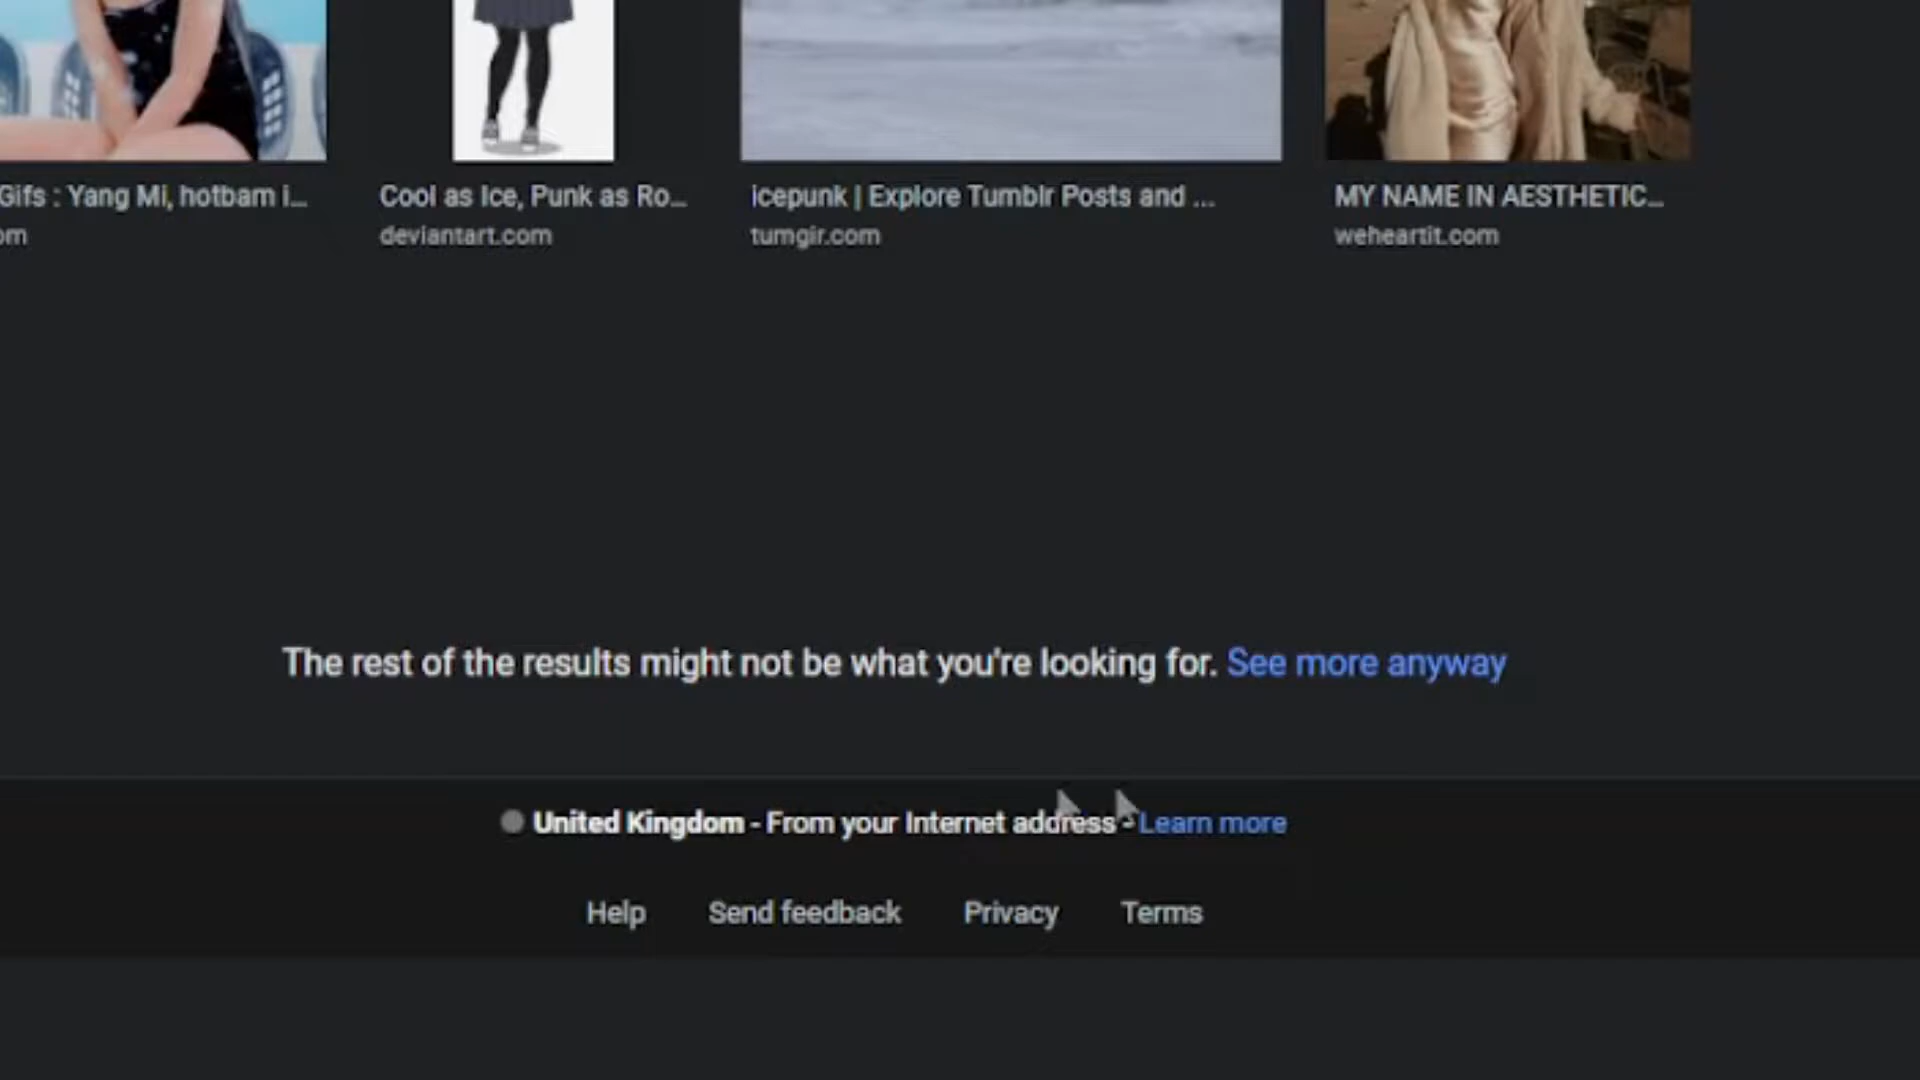 Gifs : Yang Mi, hotbam i...
om
Cool as Ice, Punk as Ro...
deviantart.com
icepunk | Explore Tumblr Posts and ...
tumgir.com
MY NAME IN AESTHETIC...
weheartit.com
The rest of the results might not be what you're looking for. See more anyway
United Kingdom - From your Internet address - Learn more
Help Send feedback Privacy Terms